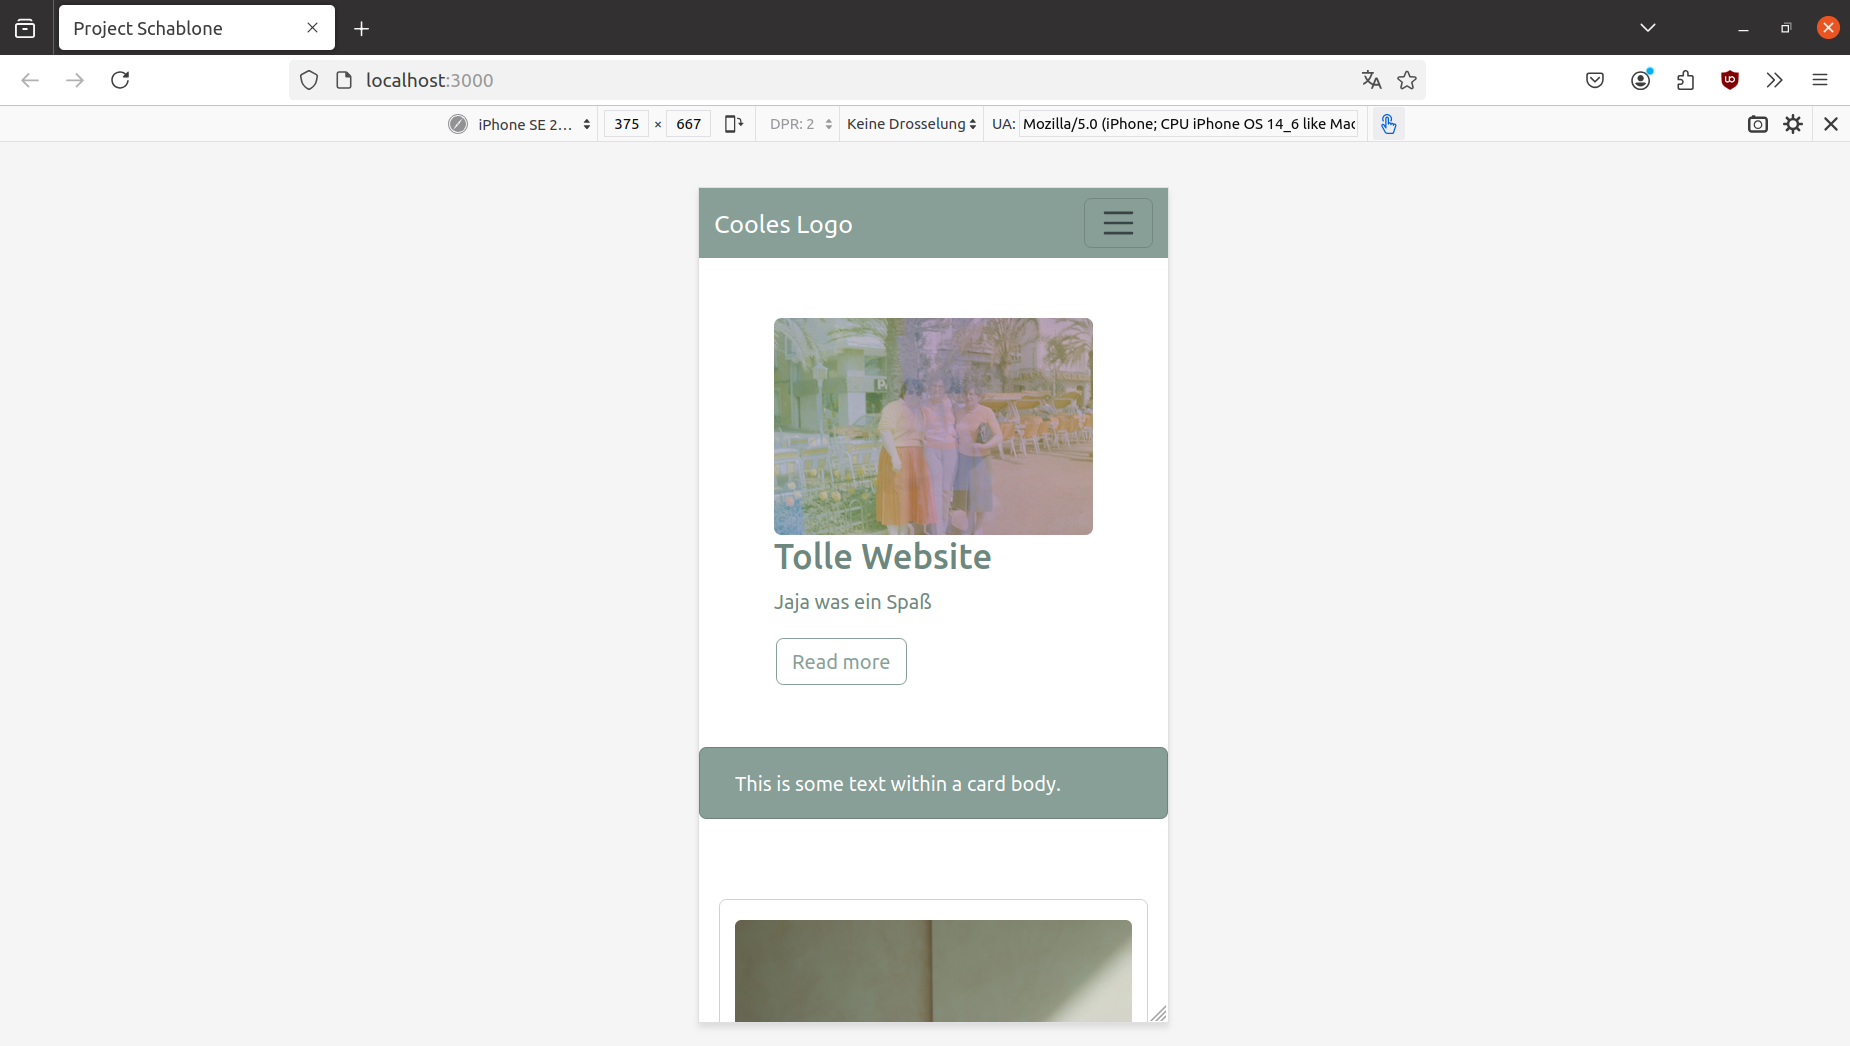 Project Schablone
localhost:3000
iPhone SE 2... 375 × 667 DPR: 2 Keine Drosselung UA: Mozilla/5.0 (iPhone; CPU iPhone OS 14_6 like Mac
Cooles Logo
Tolle Website
Jaja was ein Spaß
Read more
This is some text within a card body.